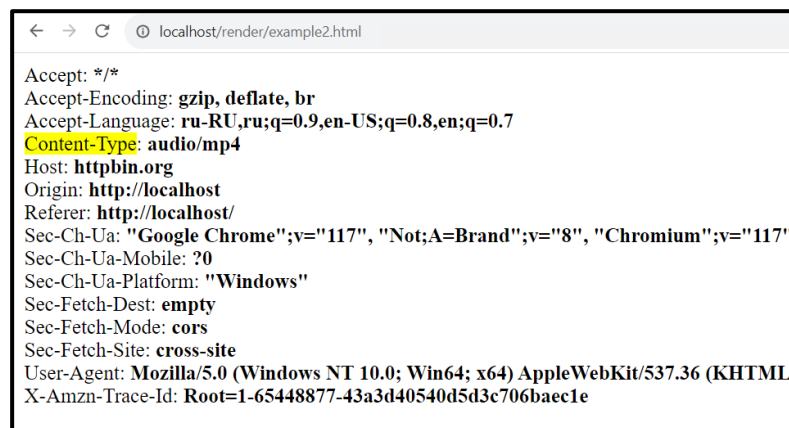 localhost/render/example2.html
Accept: */*
Accept-Encoding: gzip, deflate, br
Accept-Language: ru-RU,ru;q=0.9,en-US;q=0.8,en;q=0.7
Content-Type: audio/mp4
Host: httpbin.org
Origin: http://localhost
Referer: http://localhost/
Sec-Ch-Ua: "Google Chrome";v="117", "Not;A=Brand";v="8", "Chromium";v="117"
Sec-Ch-Ua-Mobile: ?0
Sec-Ch-Ua-Platform: "Windows"
Sec-Fetch-Dest: empty
Sec-Fetch-Mode: cors
Sec-Fetch-Site: cross-site
User-Agent: Mozilla/5.0 (Windows NT 10.0; Win64; x64) AppleWebKit/537.36 (KHTML
X-Amzn-Trace-Id: Root=1-65448877-43a3d40540d5d3c706baec1e